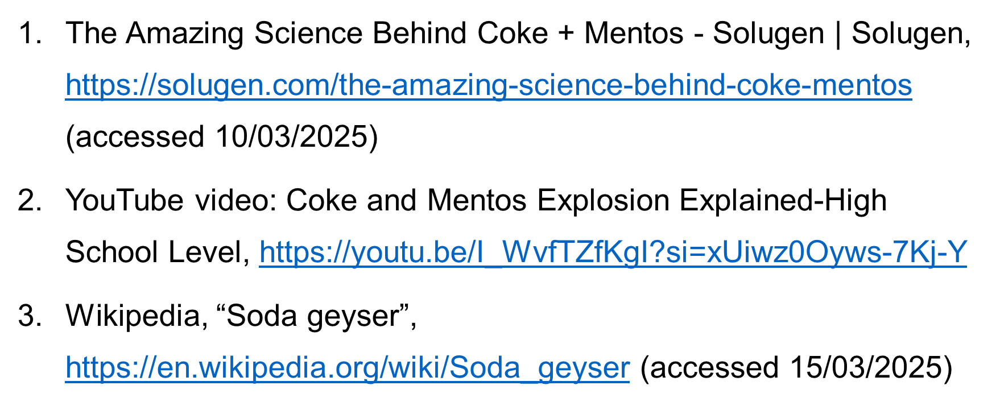 1. The Amazing Science Behind Coke + Mentos - Solugen | Solugen,
https://solugen.com/the-amazing-science-behind-coke-mentos
(accessed 10/03/2025)
2. YouTube video: Coke and Mentos Explosion Explained-High
School Level, https://youtu.be/I_WvfTZfKgI?si=xUiwz0Oyws-7Kj-Y
3. Wikipedia, “Soda geyser”,
https://en.wikipedia.org/wiki/Soda_geyser (accessed 15/03/2025)